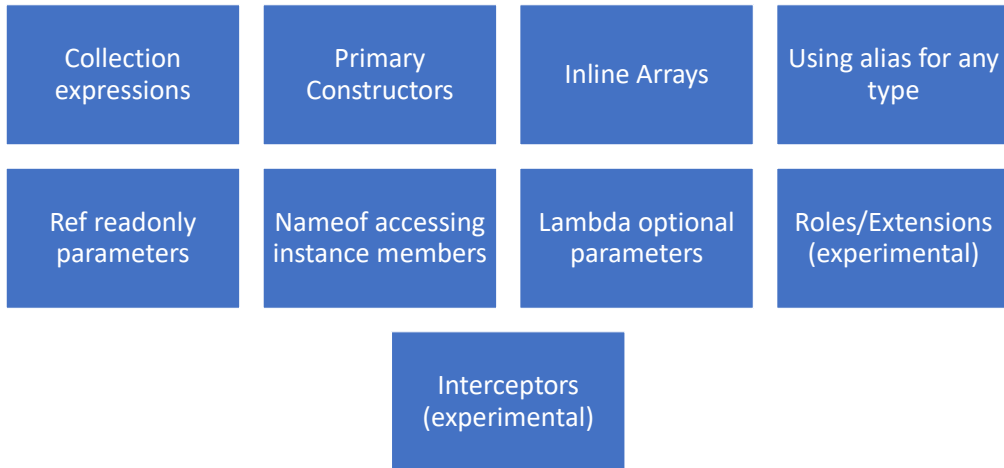 Collection
expressions
Primary
Constructors
Inline Arrays
Using alias for any
type
Ref readonly
parameters
Nameof accessing
instance members
Lambda optional
parameters
Roles/Extensions
(experimental)
Interceptors
(experimental)